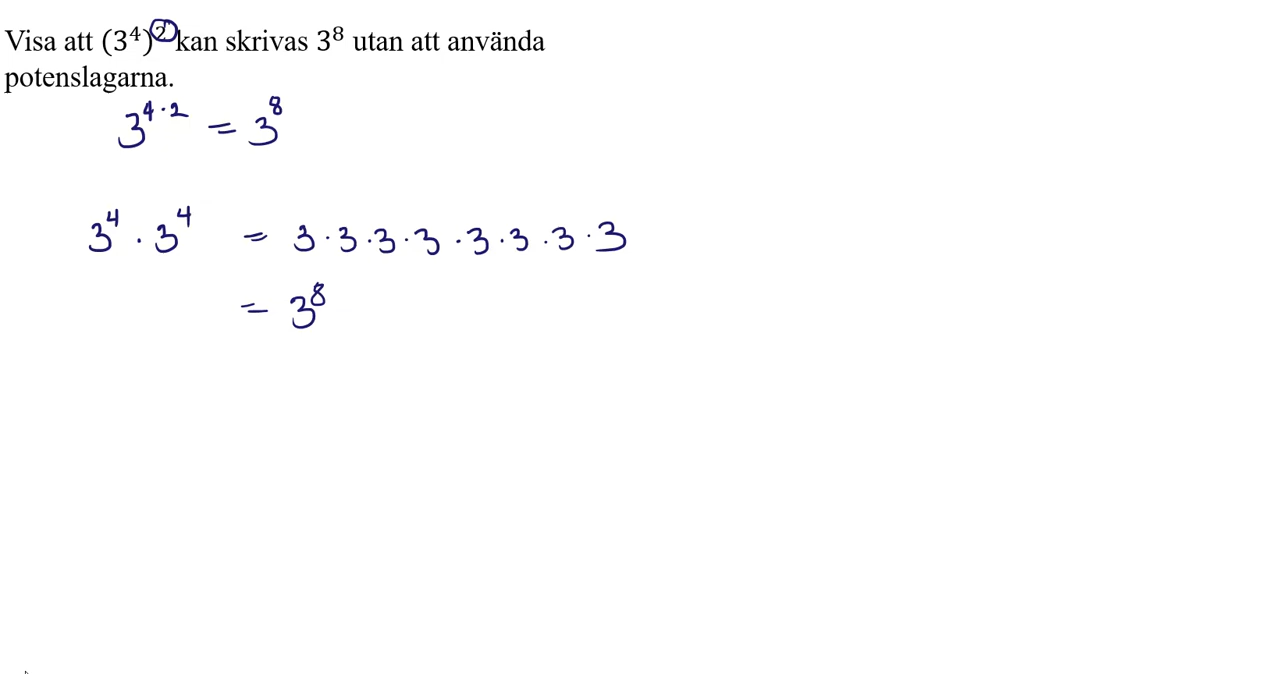 Visa att (3⁴)² kan skrivas 3⁸ utan att använda
potenslagarna.
3⁴·² = 3⁸
3⁴ · 3⁴ = 3 · 3 · 3 · 3 · 3 · 3 · 3 · 3
= 3⁸